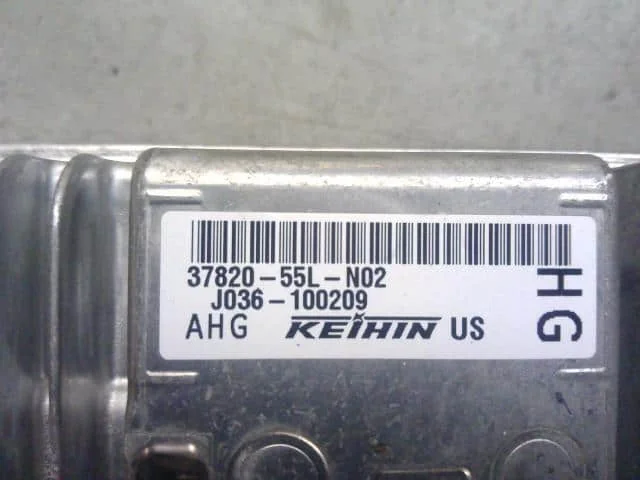 37820-55L-N02
J036-100209
AHG KEIHIN US
HG